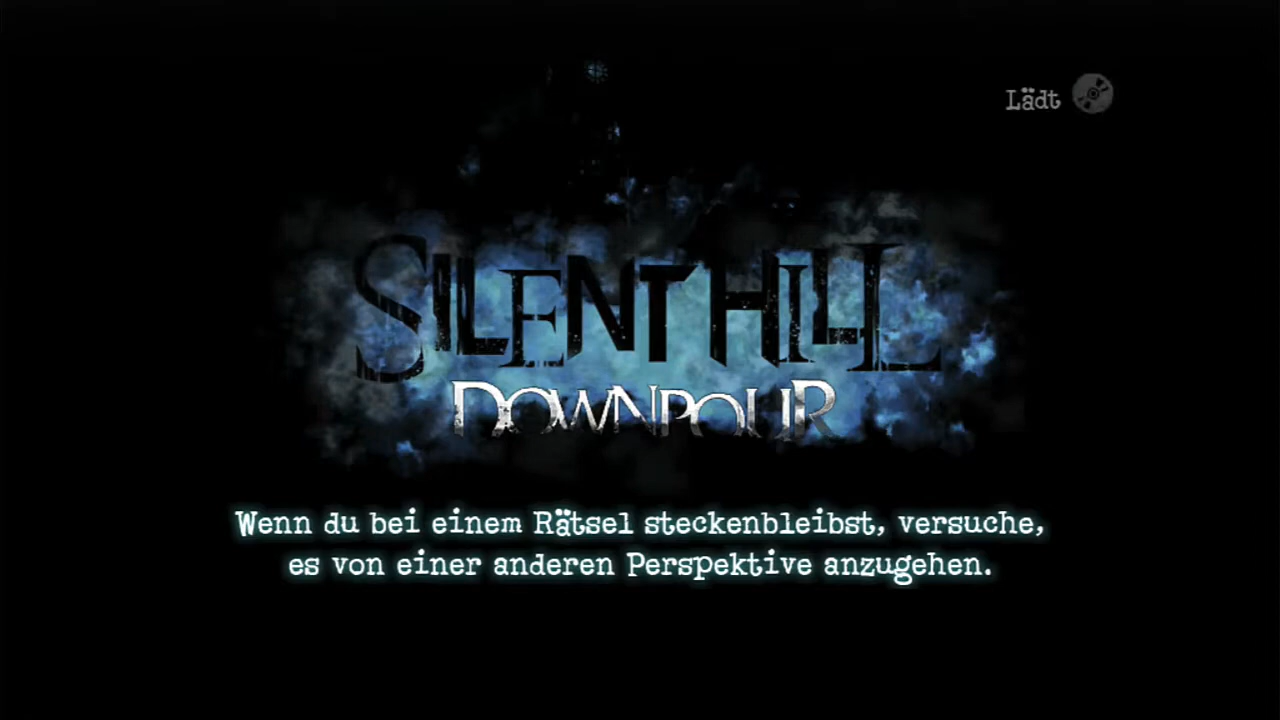 Lädt
SILENT HILL
DOWNPOUR
Wenn du bei einem Rätsel steckenbleibst, versuche,
es von einer anderen Perspektive anzugehen.